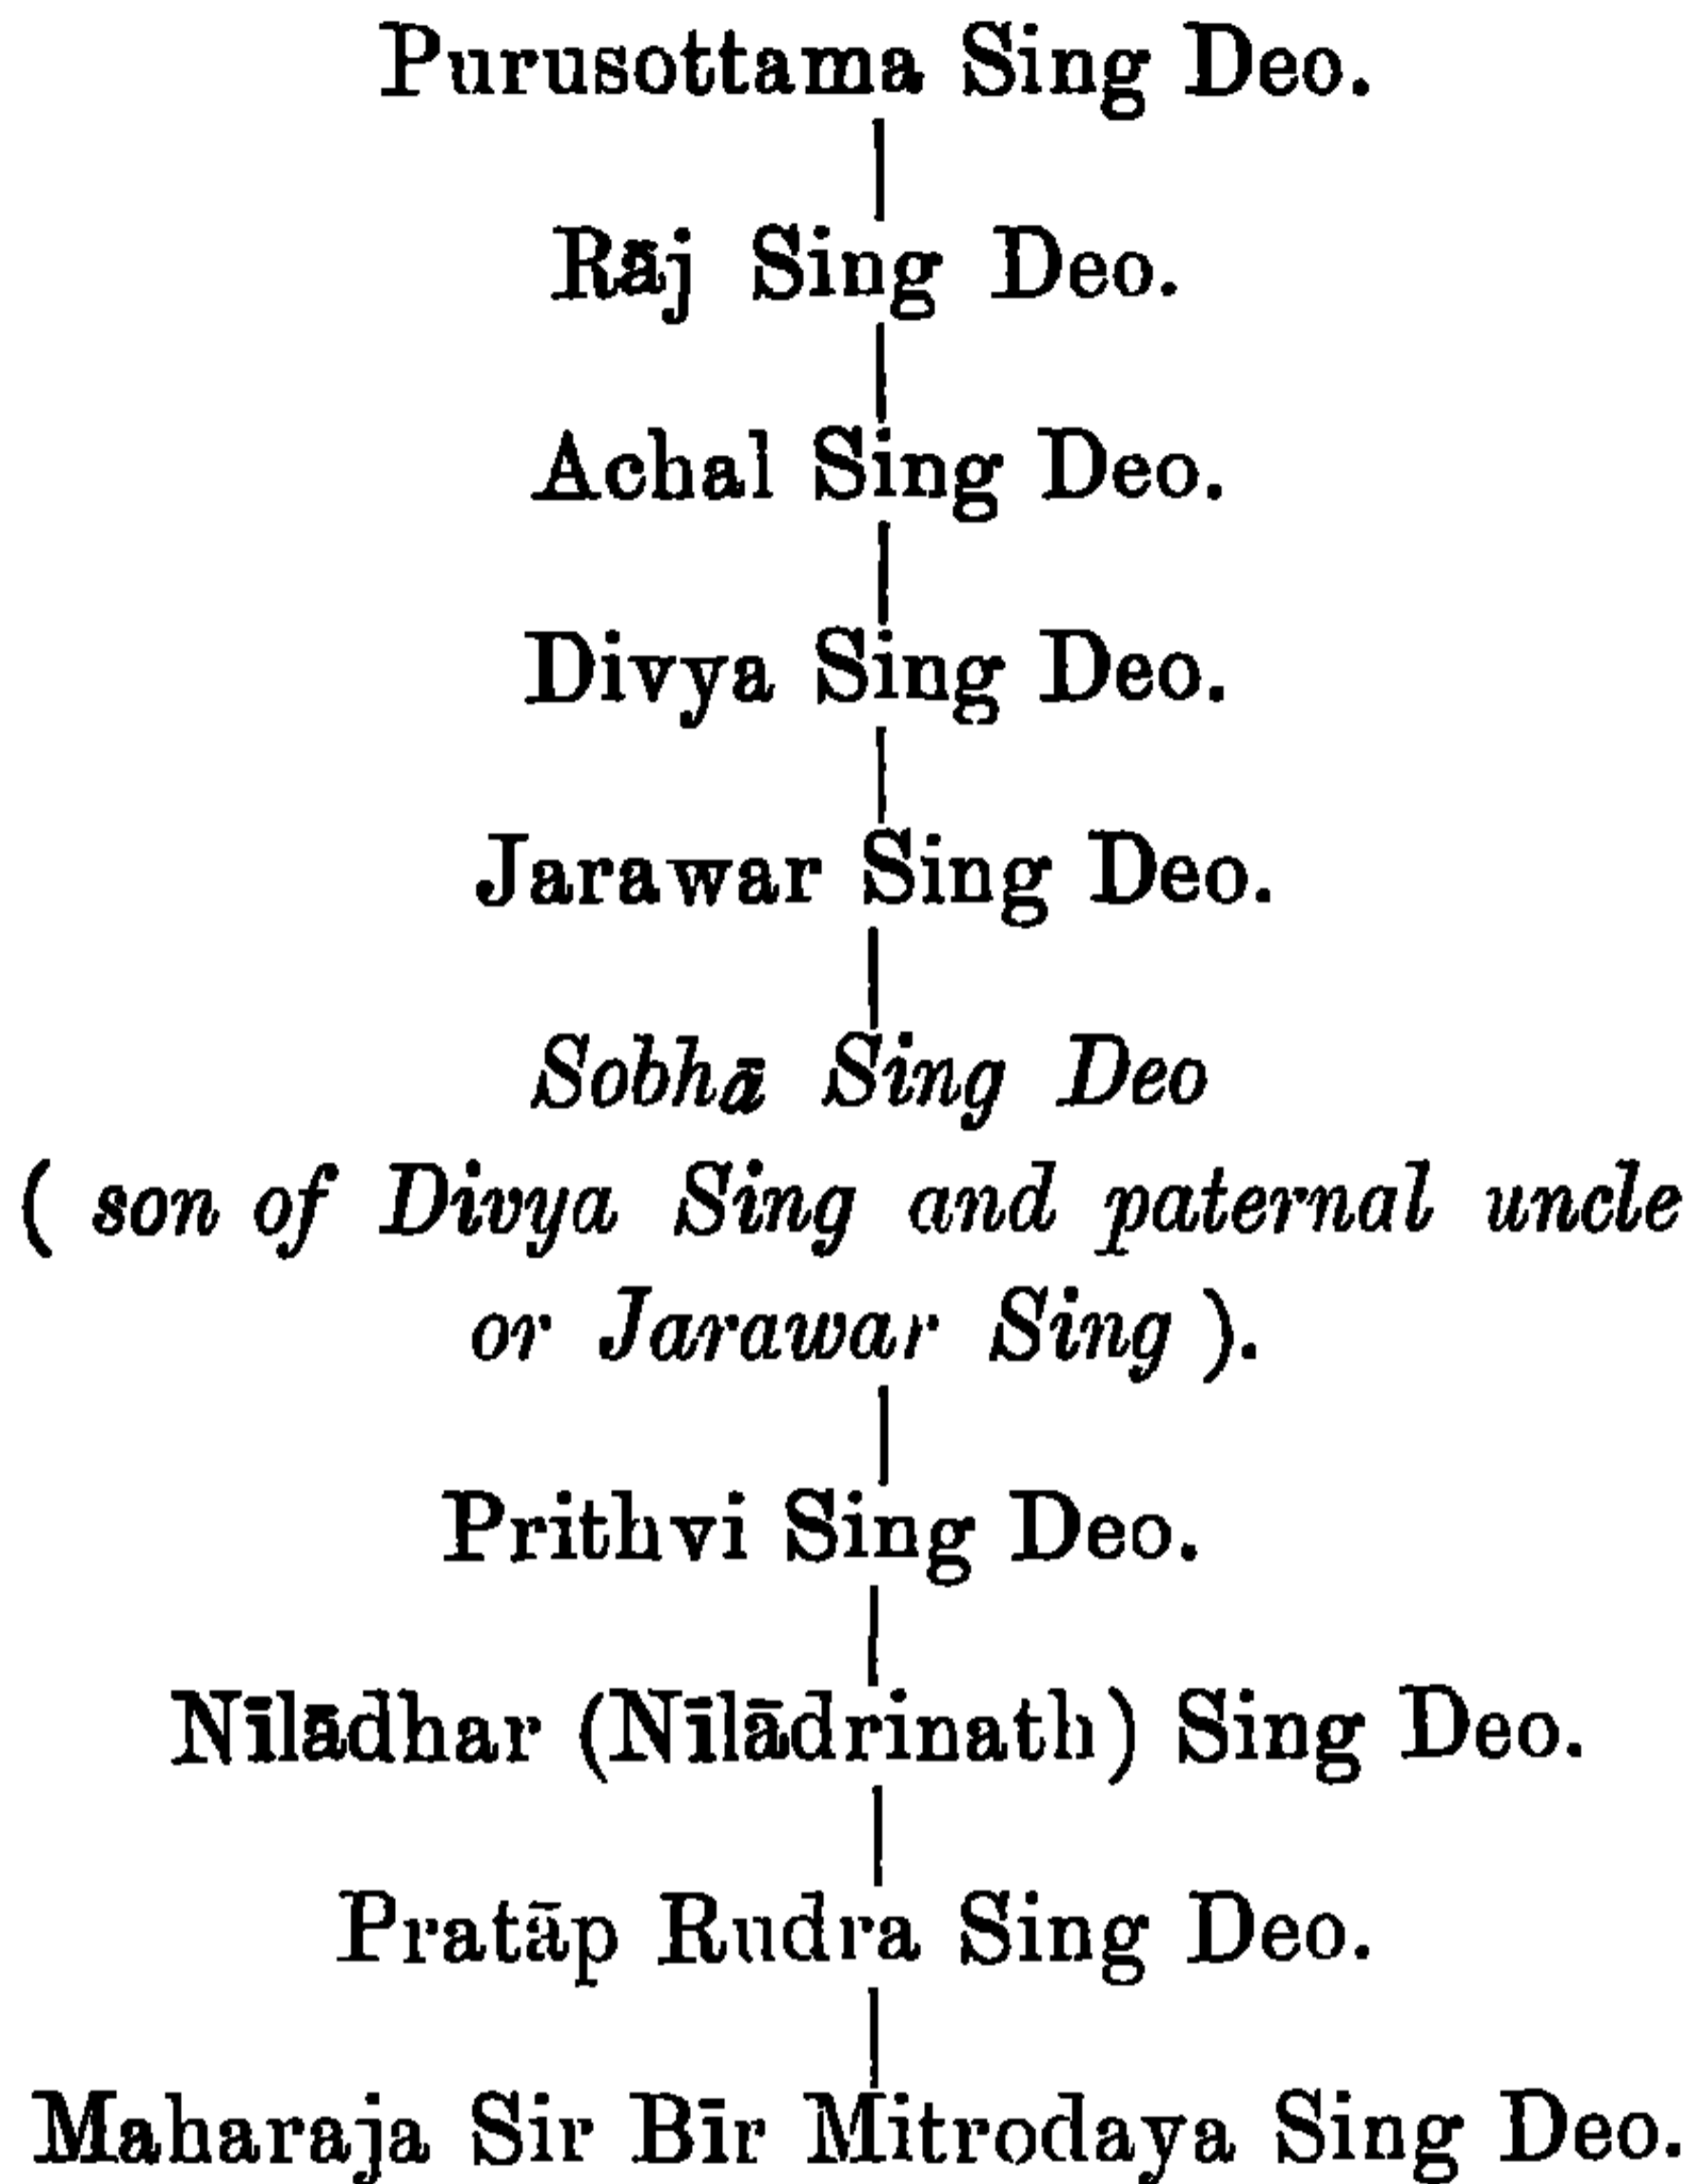 Purusottama Sing Deo.
Rāj Sing Deo.
Achal Sing Deo.
Divya Sing Deo.
Jarawar Sing Deo.
Sobhā Sing Deo
( son of Divya Sing and paternal uncle
or Jarawar Sing ).
Prithvi Sing Deo.
Nīlādhar (Nīlādrinath) Sing Deo.
Pratāp Rudra Sing Deo.
Maharaja Sir Bīr Mitrodaya Sing Deo.